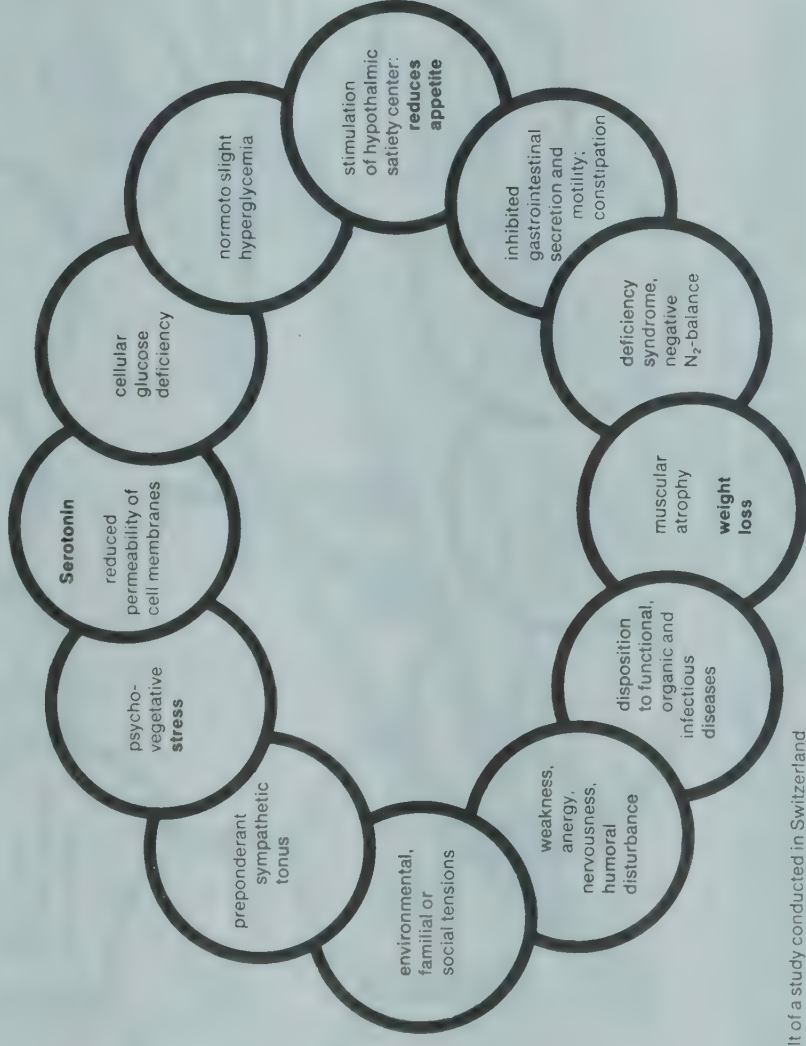 Serotonin
reduced
permeability of
cell membranes
cellular
glucose
deficiency
normoto slight
hyperglycemia
stimulation
of hypothalmic
satiety center:
reduces
appetite
inhibited
gastrointestinal
secretion and
motility;
constipation
deficiency
syndrome,
negative
N₂-balance
muscular
atrophy
weight
loss
disposition
to functional,
organic and
infectious
diseases
weakness,
anergy,
nervousness,
humoral
disturbance
environmental,
familial or
social tensions
preponderant
sympathetic
tonus
psycho-
vegetative
stress
lt of a study conducted in Switzerland